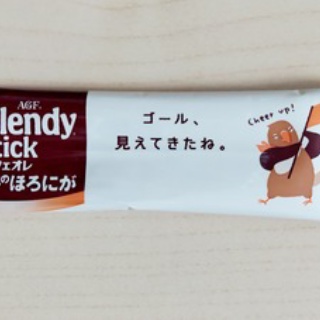 AGF
lendy
tick
ェオレ
のほろにが
ゴール、
見えてきたね。
Cheer up!